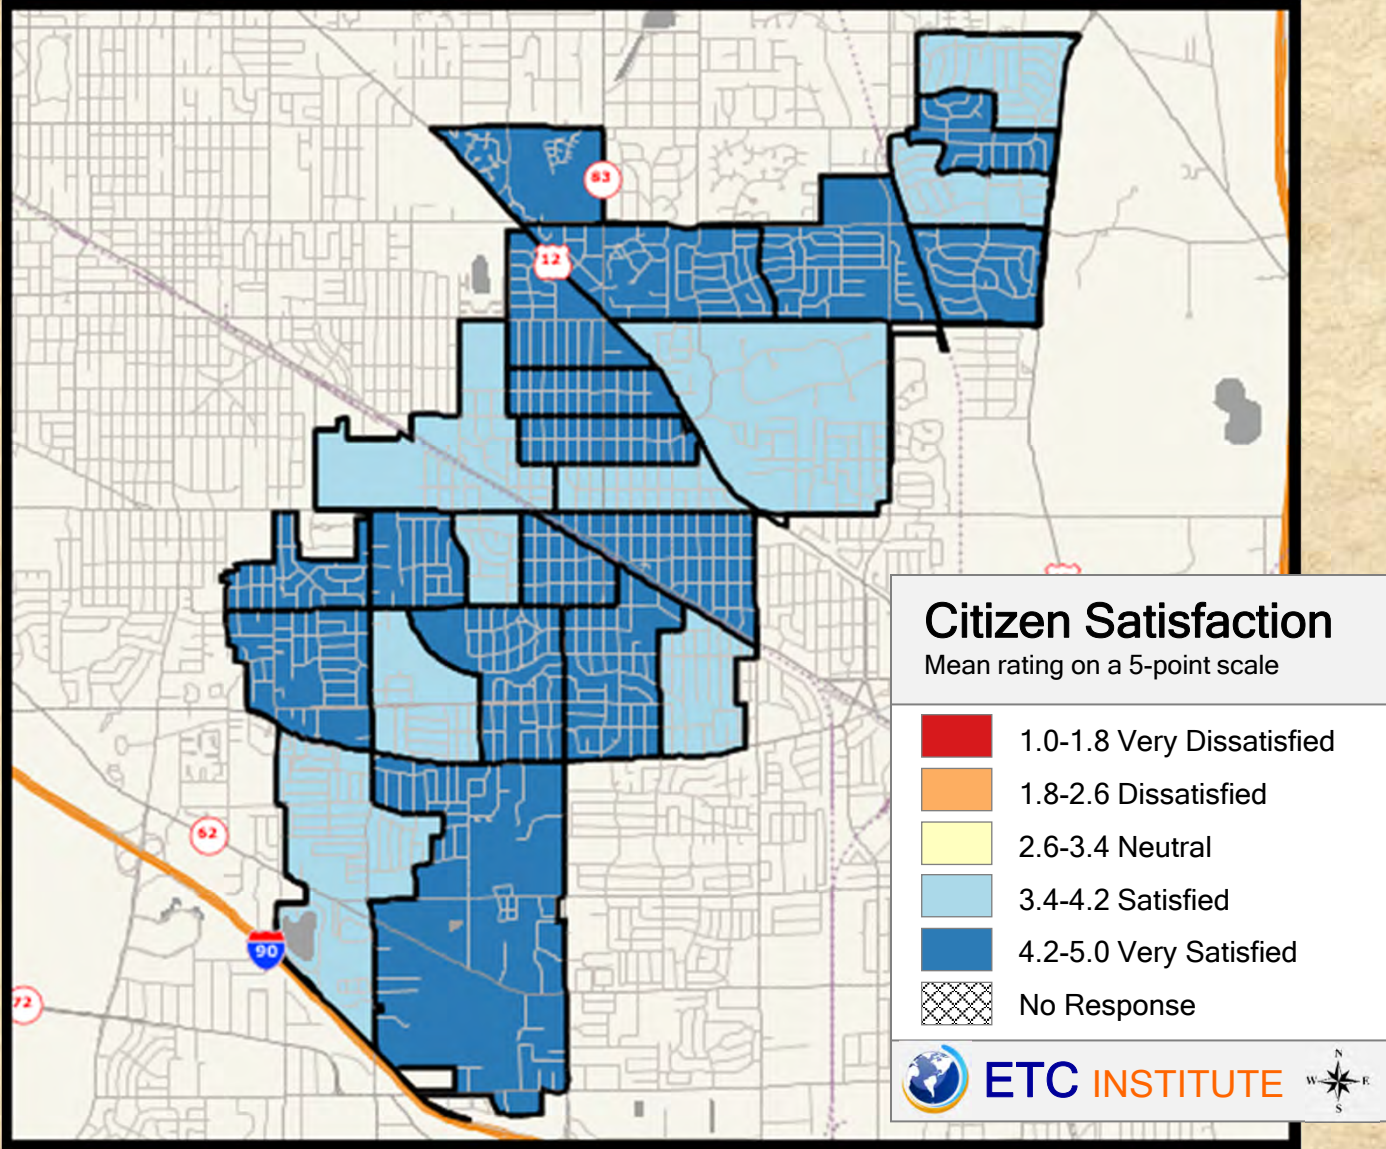 83
12
62
90
72
Citizen Satisfaction
Mean rating on a 5-point scale
1.0-1.8 Very Dissatisfied
1.8-2.6 Dissatisfied
2.6-3.4 Neutral
3.4-4.2 Satisfied
4.2-5.0 Very Satisfied
No Response
ETC INSTITUTE
N
W E
S